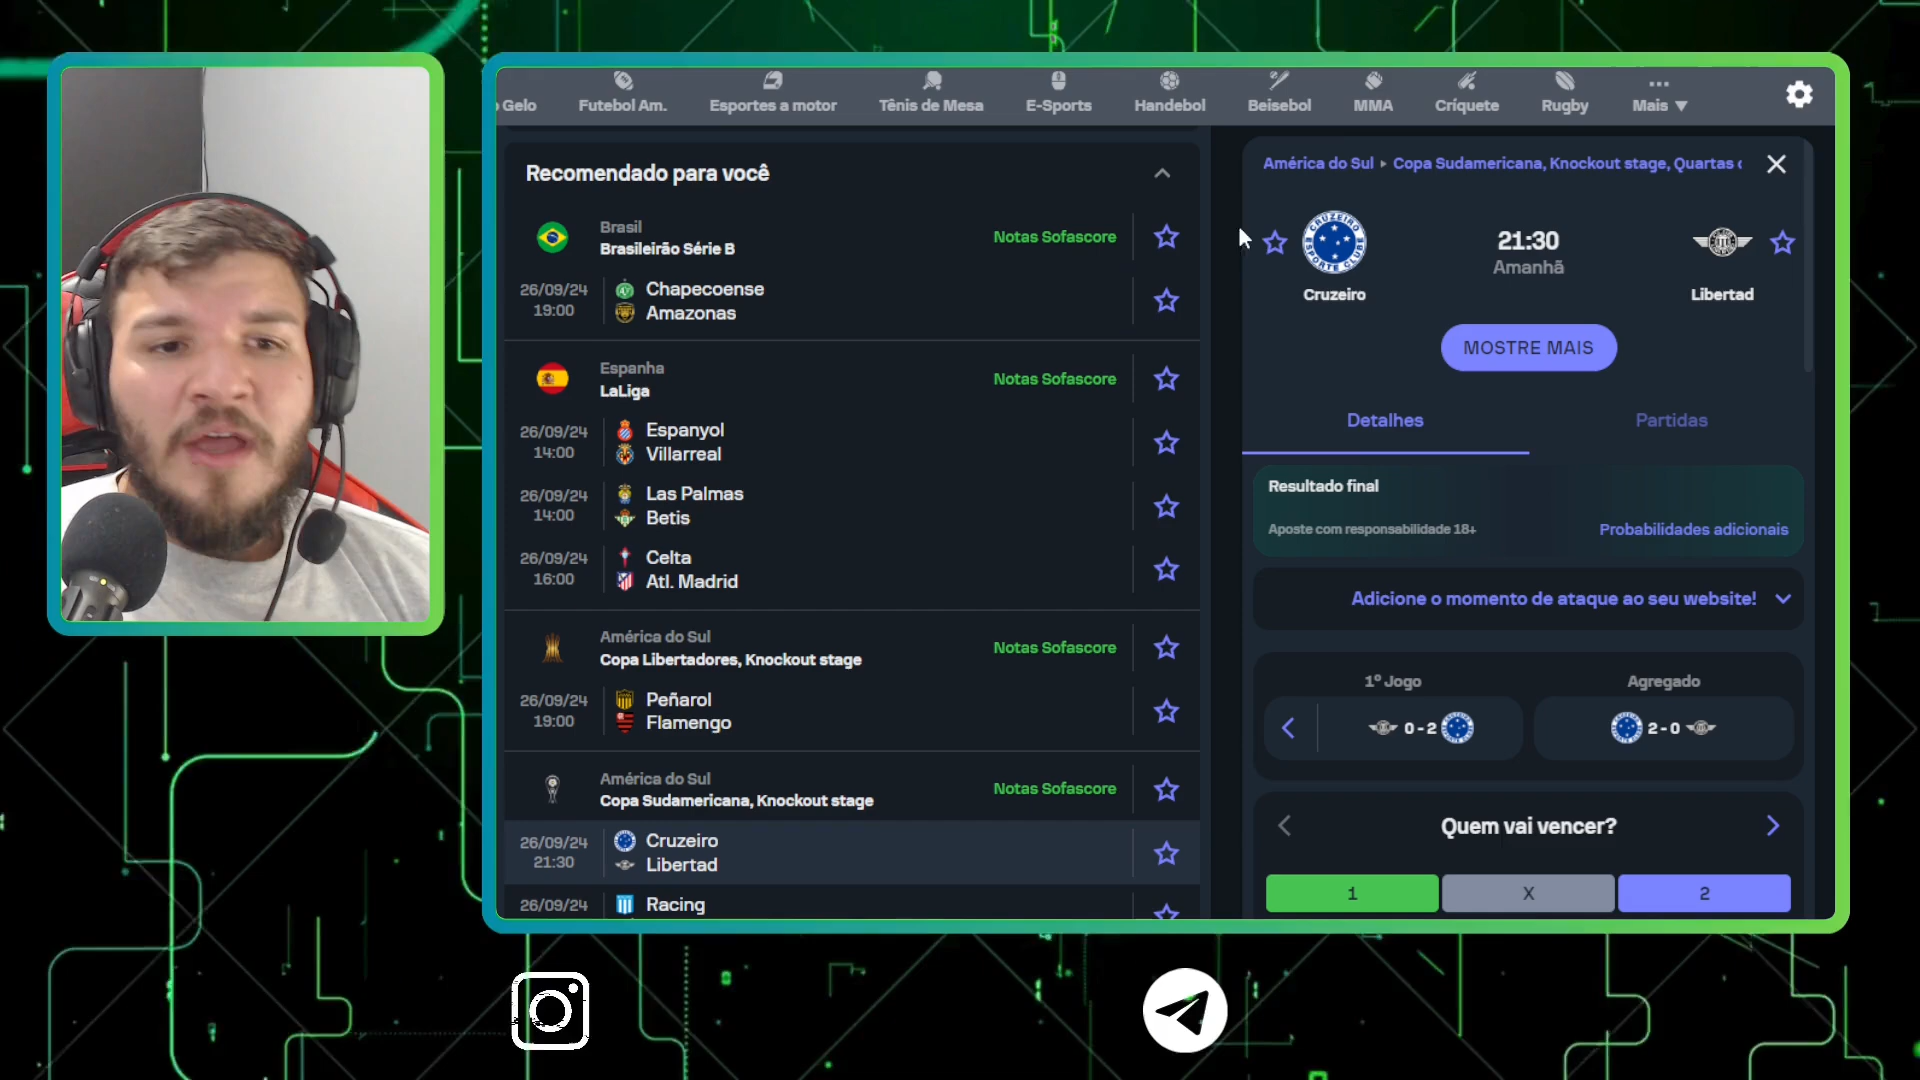 o Gelo
Futebol Am.
Esportes a motor
Tênis de Mesa
E-Sports
Handebol
Beisebol
MMA
Críquete
Rugby
Mais ▼
Recomendado para você
Brasil
Brasileirão Série B
Notas Sofascore
26/09/24
19:00
Chapecoense
Amazonas
Espanha
LaLiga
Notas Sofascore
26/09/24
14:00
Espanyol
Villarreal
26/09/24
14:00
Las Palmas
Betis
26/09/24
16:00
Celta
Atl. Madrid
América do Sul
Copa Libertadores, Knockout stage
Notas Sofascore
26/09/24
19:00
Peñarol
Flamengo
América do Sul
Copa Sudamericana, Knockout stage
Notas Sofascore
26/09/24
21:30
Cruzeiro
Libertad
26/09/24
Racing
América do Sul ▸ Copa Sudamericana, Knockout stage, Quartas
CRUZEIRO ESPORTE CLUBE
21:30
Amanhã
Cruzeiro
Libertad
MOSTRE MAIS
Detalhes
Partidas
Resultado final
Aposte com responsabilidade 18+
Probabilidades adicionais
Adicione o momento de ataque ao seu website!
1º Jogo
Agregado
0 - 2
2 - 0
Quem vai vencer?
1
X
2